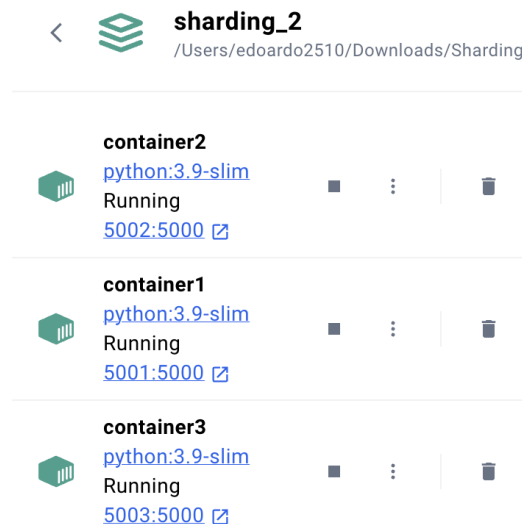 sharding_2
/Users/edoardo2510/Downloads/Sharding
container2
python:3.9-slim
Running
5002:5000
container1
python:3.9-slim
Running
5001:5000
container3
python:3.9-slim
Running
5003:5000